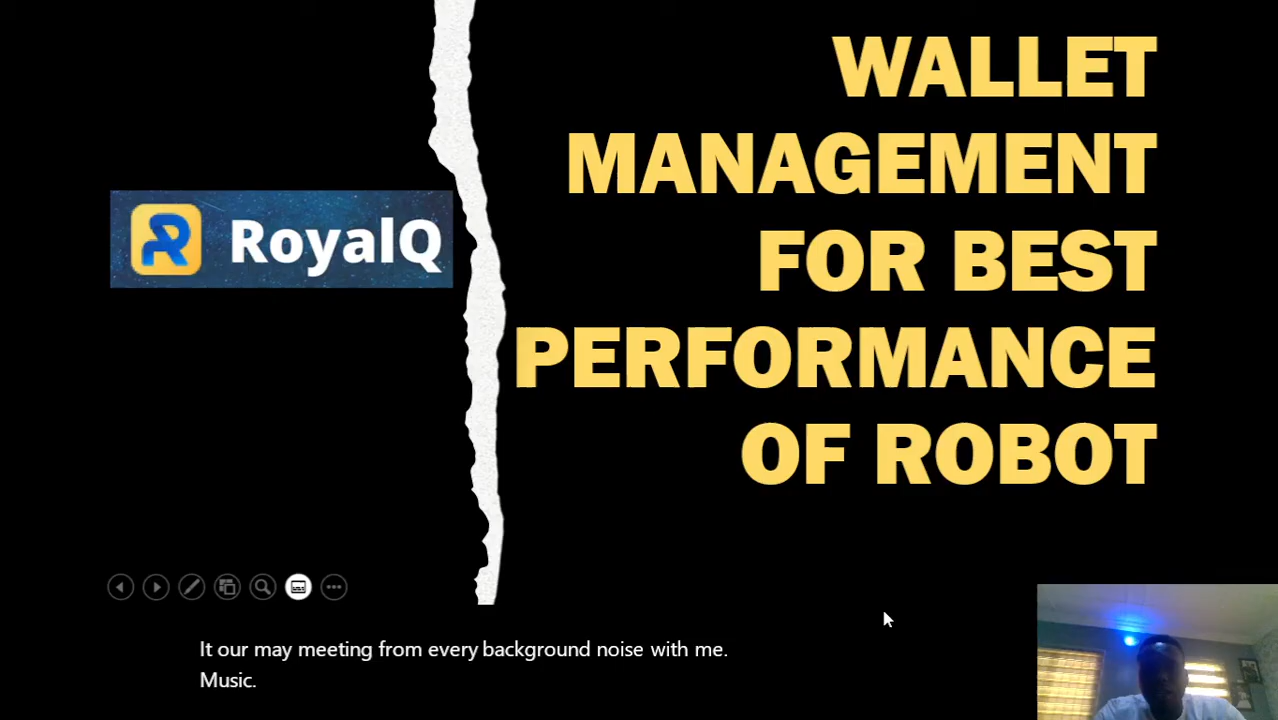 RoyalQ
WALLET
MANAGEMENT
FOR BEST
PERFORMANCE
OF ROBOT
It our may meeting from every background noise with me.
Music.